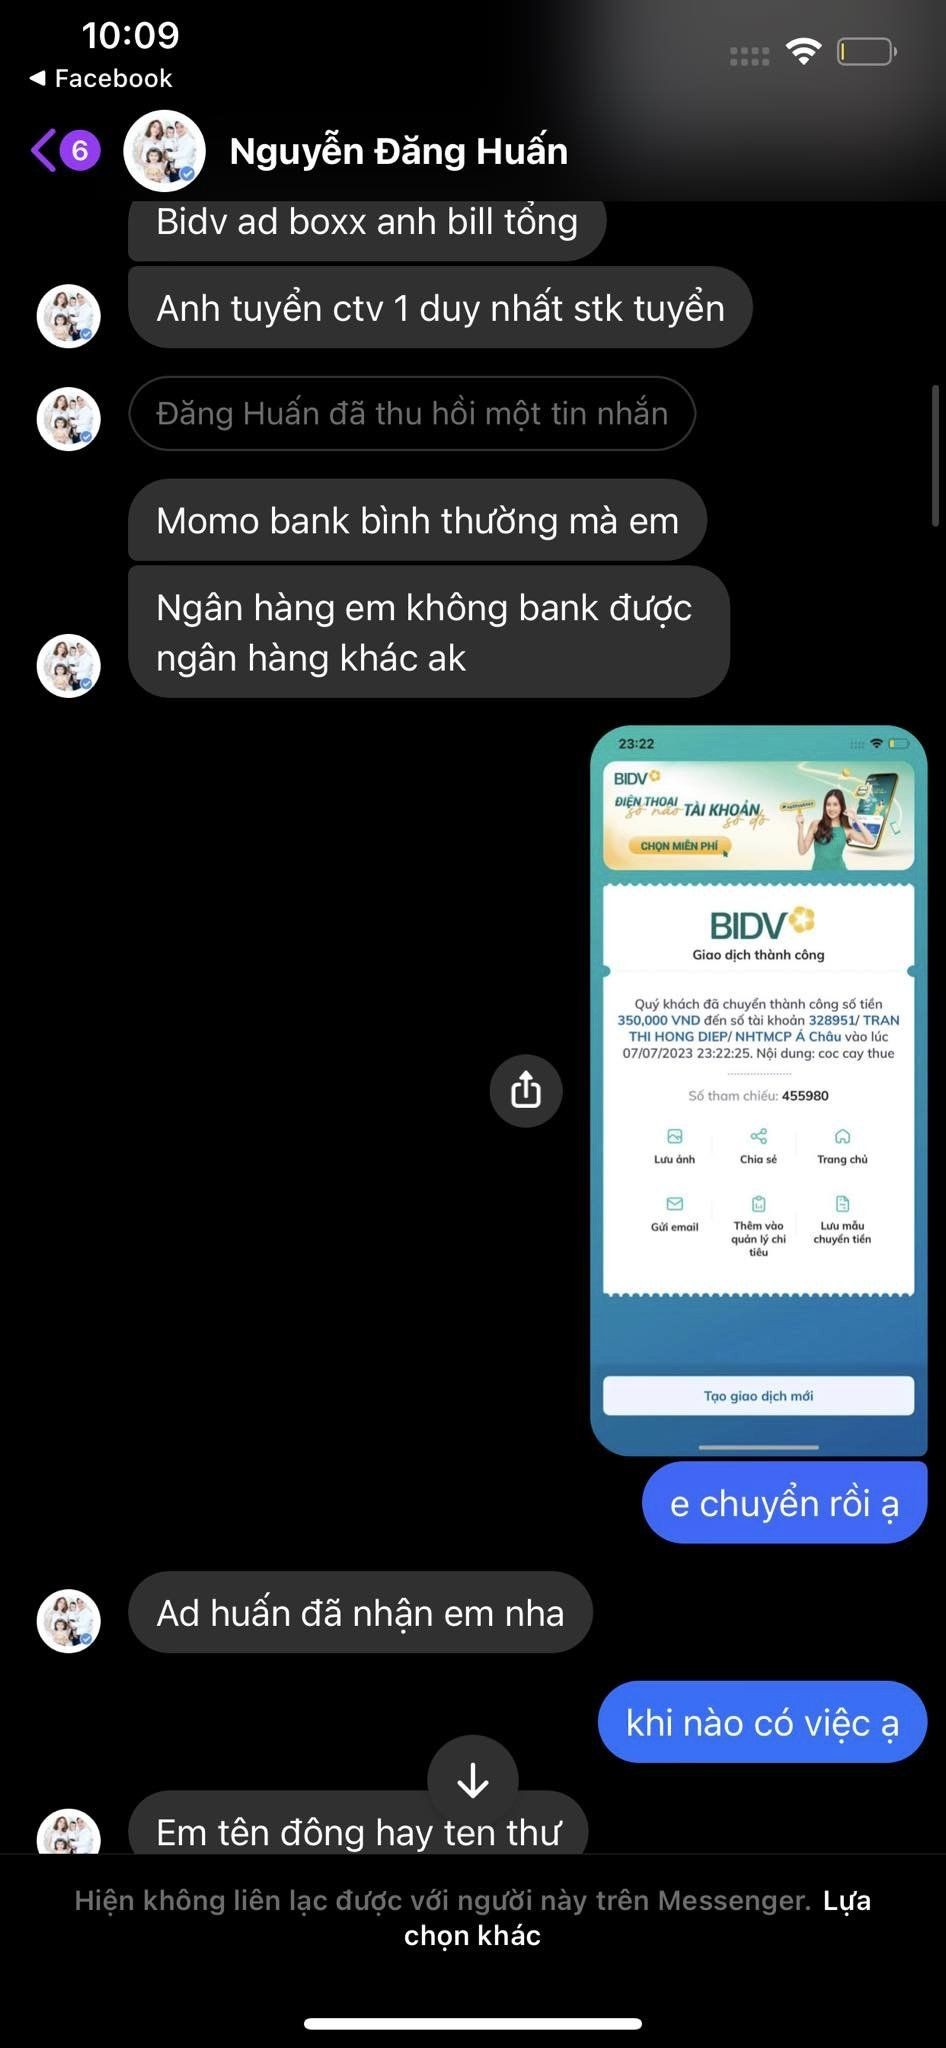 10:09
Facebook
6
Nguyễn Đăng Huấn
Bidv ad boxx anh bill tổng
Anh tuyển ctv 1 duy nhất stk tuyển
Đăng Huấn đã thu hồi một tin nhắn
Momo bank bình thường mà em
Ngân hàng em không bank được
ngân hàng khác ak
23:22
BIDV
ĐIỆN THOẠI
số nào
TÀI KHOẢN
số đó
CHỌN MIỄN PHÍ
BIDV
Giao dịch thành công
Quý khách đã chuyển thành công số tiền
350,000 VND đến số tài khoản 328951/ TRAN
THI HONG DIEP/ NHTMCP Á Châu vào lúc
07/07/2023 23:22:25. Nội dung: coc cay thue
Số tham chiếu: 455980
Lưu ảnh
Chia sẻ
Trang chủ
Gửi email
Thêm vào
quản lý chi
tiêu
Lưu mẫu
chuyển tiền
Tạo giao dịch mới
e chuyển rồi ạ
Ad huấn đã nhận em nha
khi nào có việc ạ
Em tên đông hay ten thư
Hiện không liên lạc được với người này trên Messenger. Lựa
chọn khác